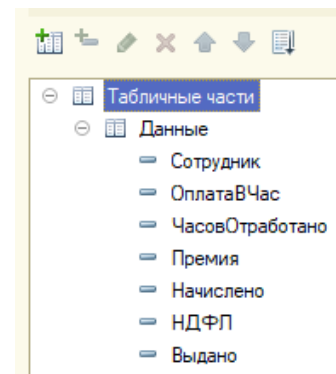 Табличные части
Данные
Сотрудник
ОплатаВЧас
ЧасовОтработано
Премия
Начислено
НДФЛ
Выдано